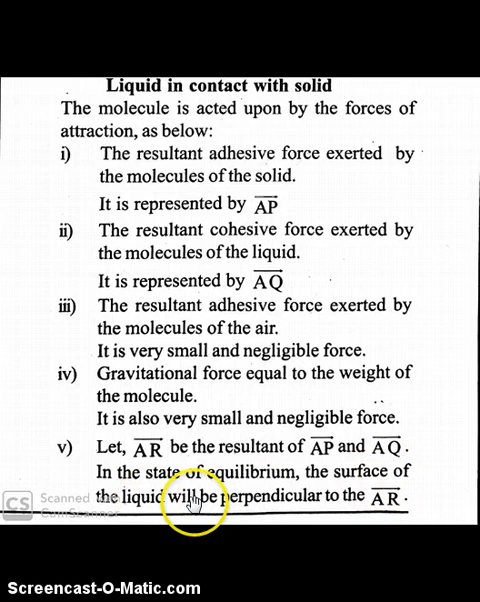 Liquid in contact with solid
The molecule is acted upon by the forces of
attraction, as below:
i) The resultant adhesive force exerted by
the molecules of the solid.
It is represented by AP
ii) The resultant cohesive force exerted by
the molecules of the liquid.
It is represented by AQ
iii) The resultant adhesive force exerted by
the molecules of the air.
It is very small and negligible force.
iv) Gravitational force equal to the weight of
the molecule.
It is also very small and negligible force.
v) Let, AR be the resultant of AP and AQ.
In the state of equilibrium, the surface of
the liquid will be perpendicular to the AR.
CS Scanned with
CamScanner
Screencast-O-Matic.com